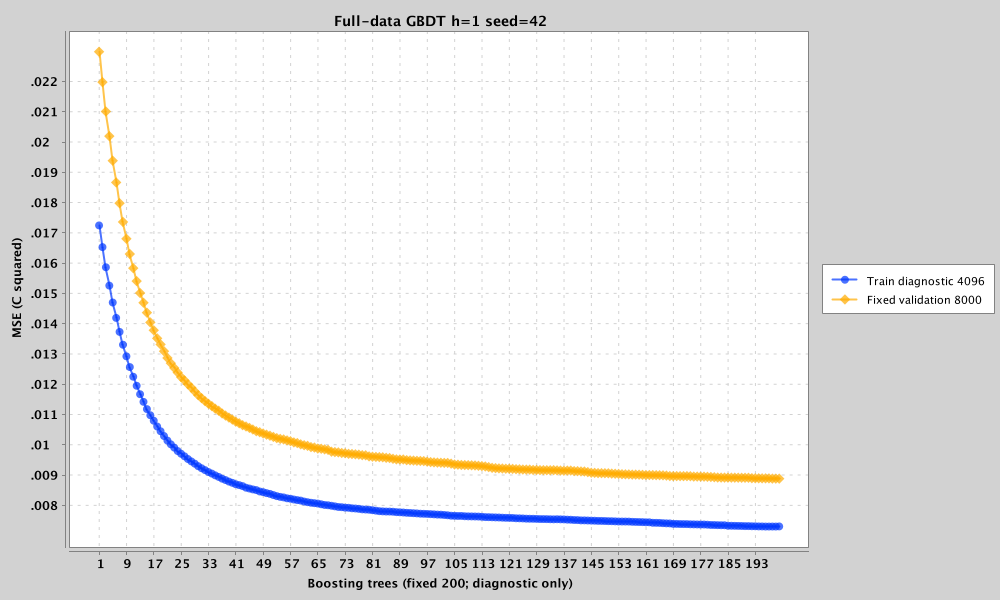 Full-data GBDT h=1 seed=42
MSE (C squared)
.022
.021
.02
.019
.018
.017
.016
.015
.014
.013
.012
.011
.01
.009
.008
1 9 17 25 33 41 49 57 65 73 81 89 97 105 113 121 129 137 145 153 161 169 177 185 193
Boosting trees (fixed 200; diagnostic only)
Train diagnostic 4096
Fixed validation 8000